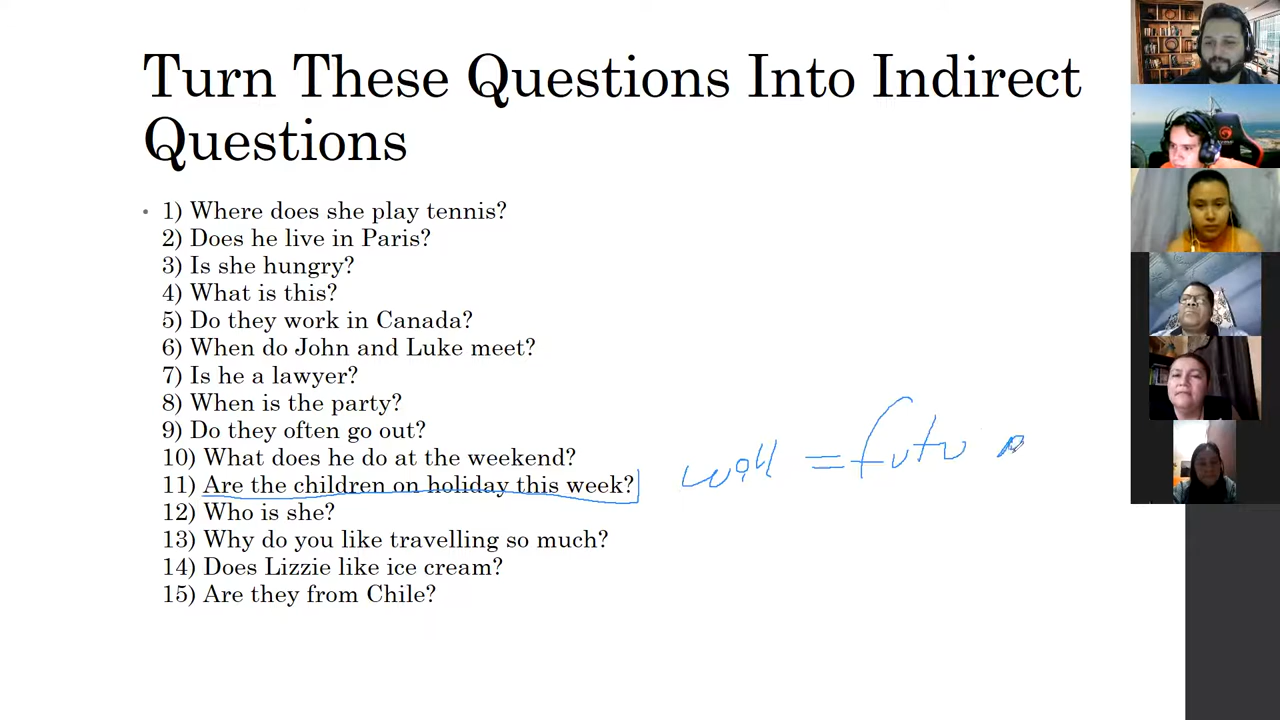 Turn These Questions Into Indirect
Questions
• 1) Where does she play tennis?
2) Does he live in Paris?
3) Is she hungry?
4) What is this?
5) Do they work in Canada?
6) When do John and Luke meet?
7) Is he a lawyer?
8) When is the party?
9) Do they often go out?
10) What does he do at the weekend?
11) Are the children on holiday this week?
will = futu
12) Who is she?
13) Why do you like travelling so much?
14) Does Lizzie like ice cream?
15) Are they from Chile?